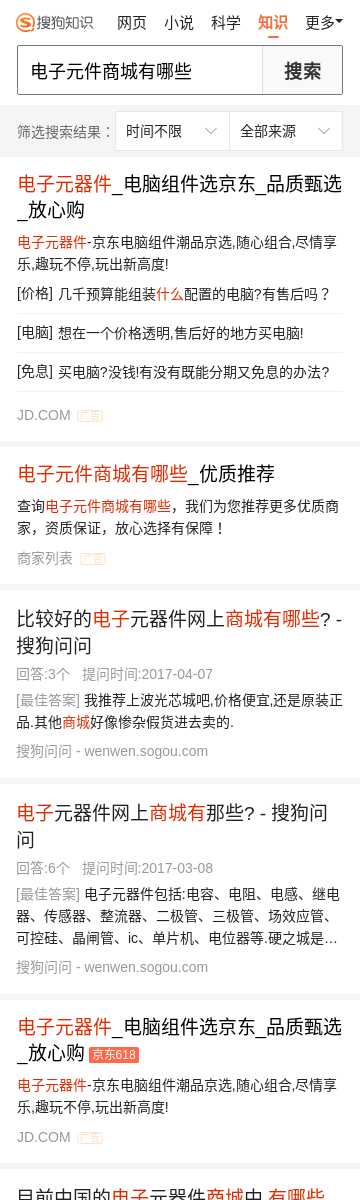 搜狗知识 网页 小说 科学 知识 更多
电子元件商城有哪些 搜索
筛选搜索结果： 时间不限 全部来源
电子元器件_电脑组件选京东_品质甄选
_放心购
电子元器件-京东电脑组件潮品京选,随心组合,尽情享
乐,趣玩不停,玩出新高度!
[价格] 几千预算能组装什么配置的电脑?有售后吗？
[电脑] 想在一个价格透明,售后好的地方买电脑!
[免息] 买电脑?没钱!有没有既能分期又免息的办法?
JD.COM 广告
电子元件商城有哪些_优质推荐
查询电子元件商城有哪些，我们为您推荐更多优质商
家，资质保证，放心选择有保障！
商家列表 广告
比较好的电子元器件网上商城有哪些? -
搜狗问问
回答:3个 提问时间:2017-04-07
[最佳答案] 我推荐上波光芯城吧,价格便宜,还是原装正
品.其他商城好像惨杂假货进去卖的.
搜狗问问 - wenwen.sogou.com
电子元器件网上商城有那些? - 搜狗问
问
回答:6个 提问时间:2017-03-08
[最佳答案] 电子元器件包括:电容、电阻、电感、继电
器、传感器、整流器、二极管、三极管、场效应管、
可控硅、晶闸管、ic、单片机、电位器等.硬之城是…
搜狗问问 - wenwen.sogou.com
电子元器件_电脑组件选京东_品质甄选
_放心购 京东618
电子元器件-京东电脑组件潮品京选,随心组合,尽情享
乐,趣玩不停,玩出新高度!
JD.COM 广告
目前中国的电子元器件商城中,有哪些